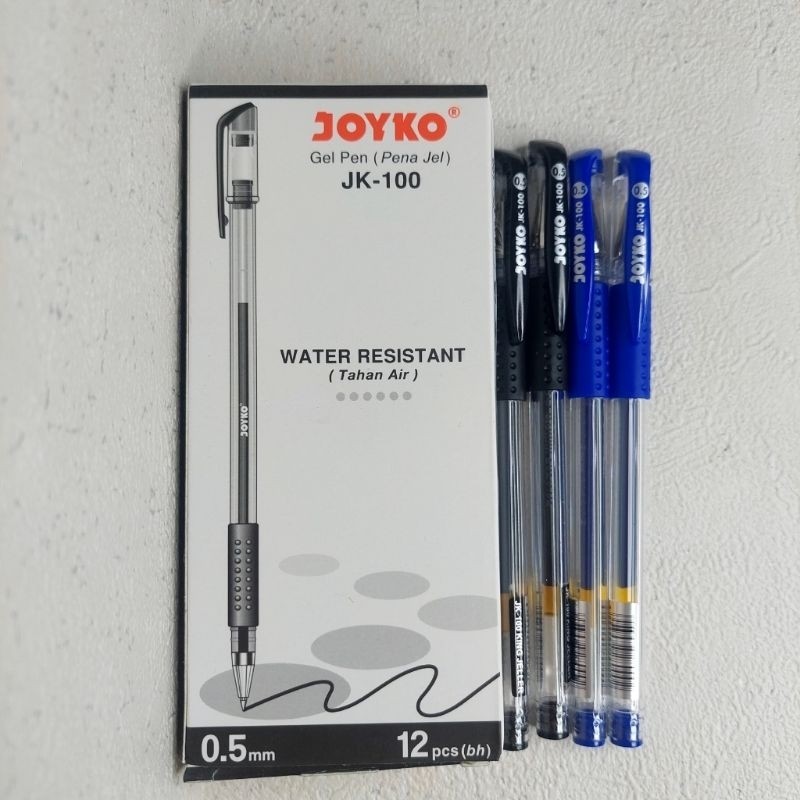 JOYKO®
Gel Pen (Pena Jel)
JK-100
WATER RESISTANT
(Tahan Air)
JOYKO
0.5mm
12 pcs(bh)
JOYKO JK-100 0.5
JOYKO JK-100 0.5
JOYKO JK-100 0.5
JOYKO JK-100 0.5